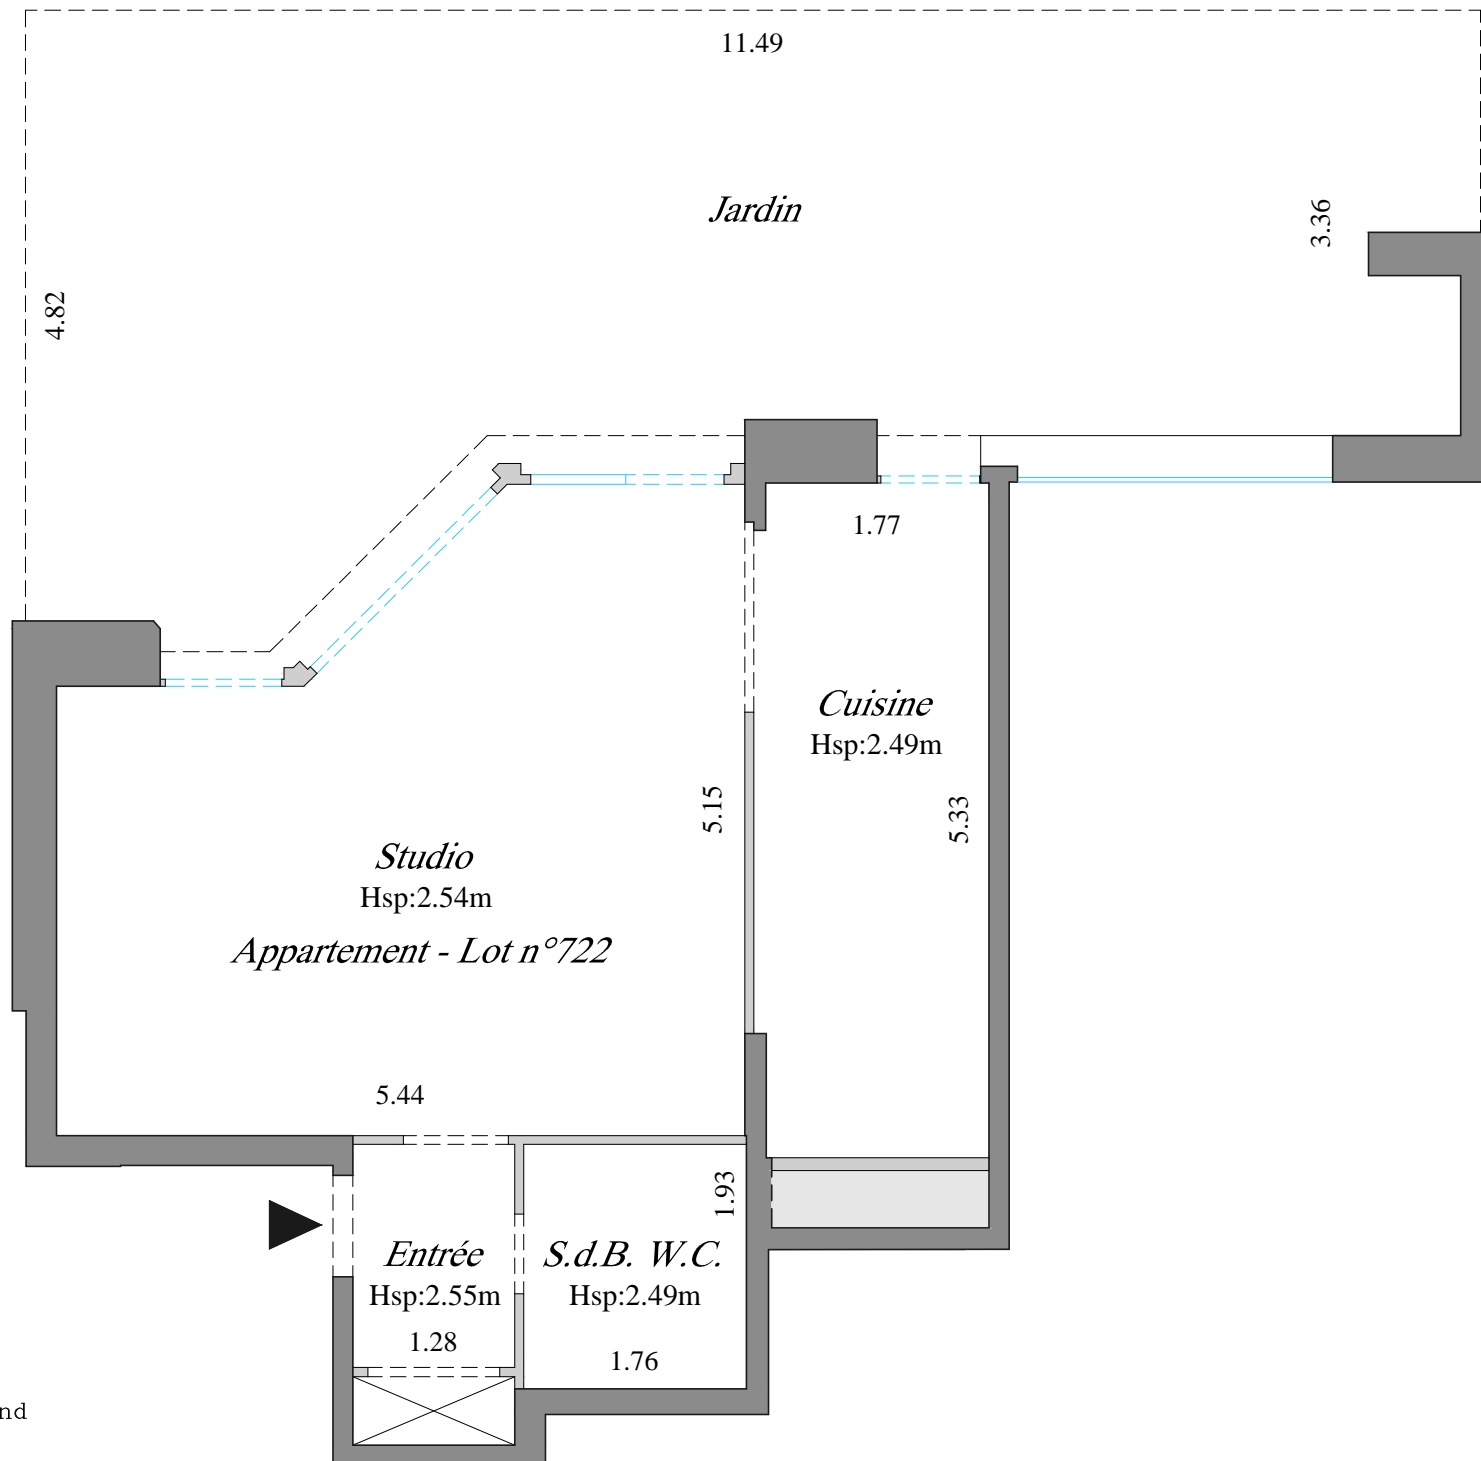 11.49
Jardin
3.36
4.82
1.77
Cuisine
Hsp:2.49m
5.15
5.33
Studio
Hsp:2.54m
Appartement - Lot n°722
5.44
1.93
Entrée
Hsp:2.55m
S.d.B. W.C.
Hsp:2.49m
1.28
1.76
nd